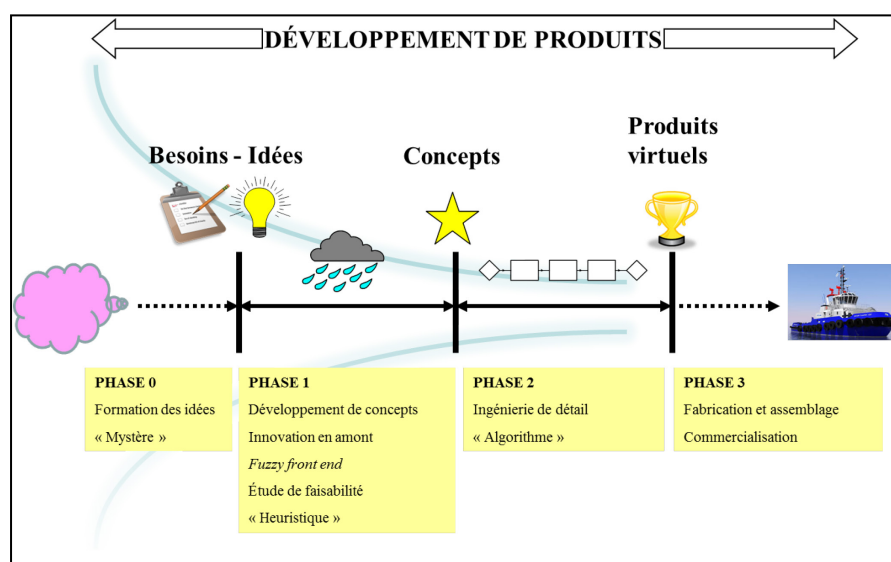 DÉVELOPPEMENT DE PRODUITS
Besoins - Idées
Concepts
Produits
virtuels
PHASE 0
Formation des idées
« Mystère »
PHASE 1
Développement de concepts
Innovation en amont
Fuzzy front end
Étude de faisabilité
« Heuristique »
PHASE 2
Ingénierie de détail
« Algorithme »
PHASE 3
Fabrication et assemblage
Commercialisation